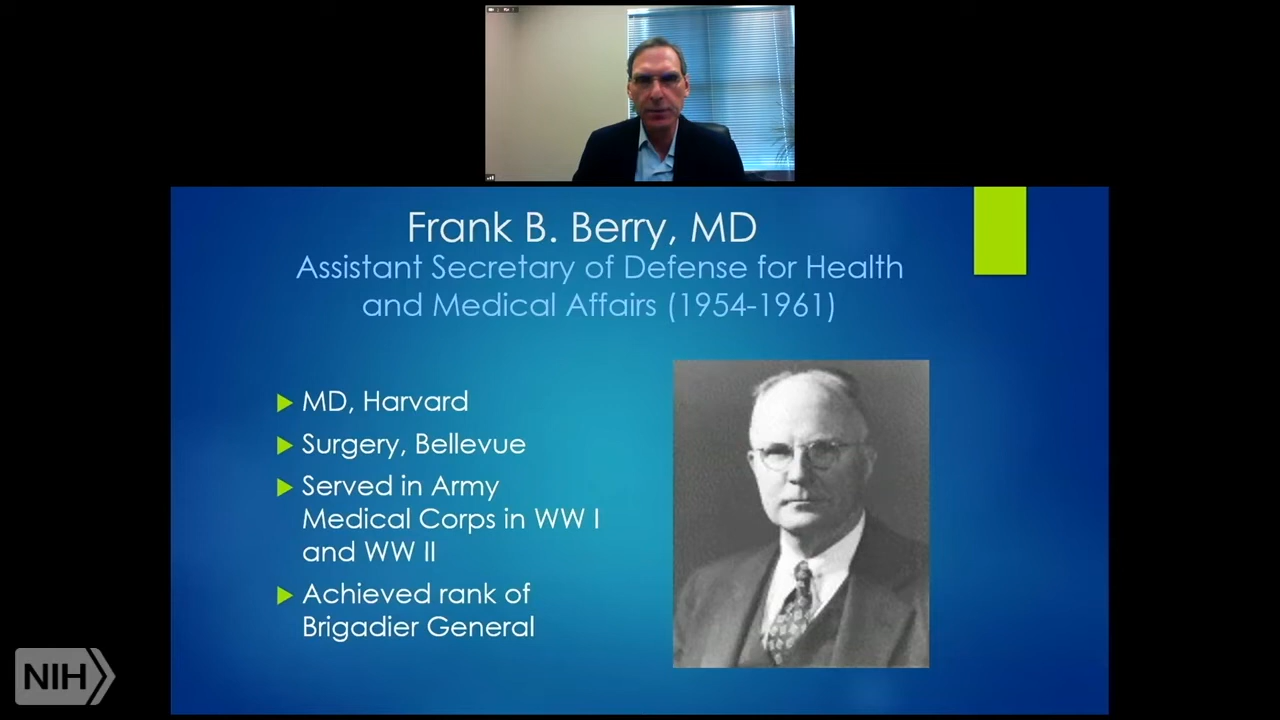 Frank B. Berry, MD
Assistant Secretary of Defense for Health
and Medical Affairs (1954-1961)
MD, Harvard
Surgery, Bellevue
Served in Army
Medical Corps in WW I
and WW II
Achieved rank of
Brigadier General
NIH